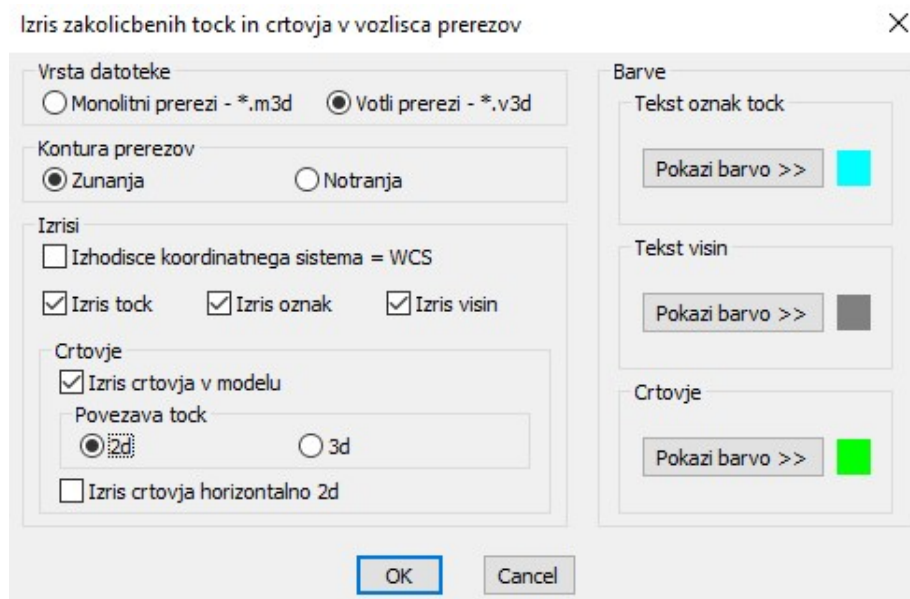 Izris zakolicbenih tock in crtovja v vozlisca prerezov
Vrsta datoteke
Monolitni prerezi - *.m3d
Votli prerezi - *.v3d
Kontura prerezov
Zunanja
Notranja
Izrisi
Izhodisce koordinatnega sistema = WCS
Izris tock
Izris oznak
Izris visin
Crtovje
Izris crtovja v modelu
Povezava tock
2d
3d
Izris crtovja horizontalno 2d
Barve
Tekst oznak tock
Pokazi barvo >>
Tekst visin
Pokazi barvo >>
Crtovje
Pokazi barvo >>
OK
Cancel